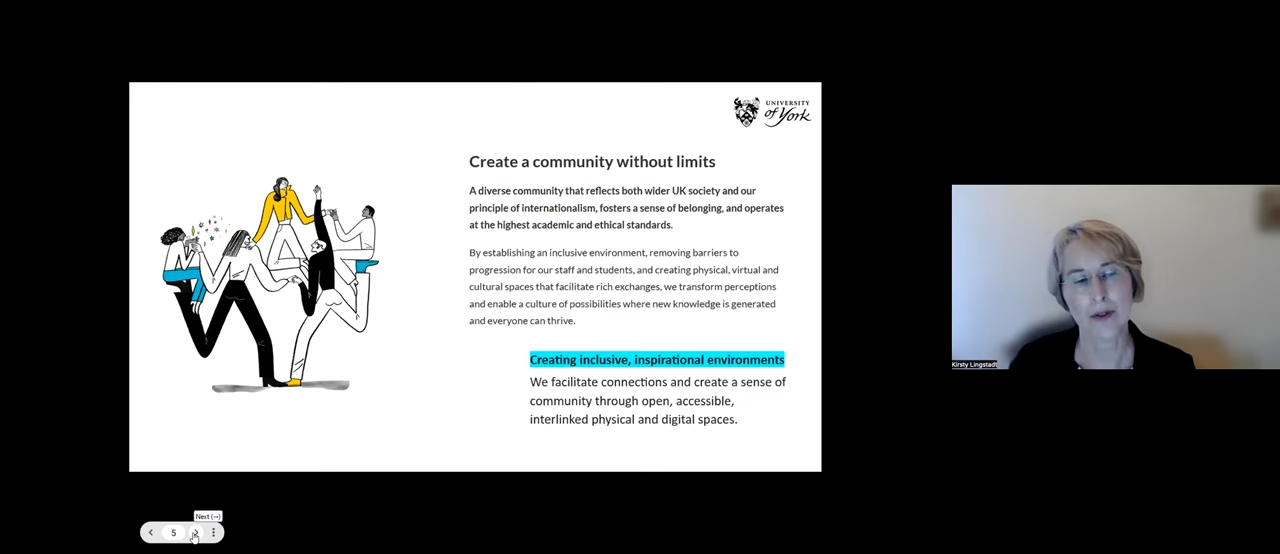 UNIVERSITY
of York
Create a community without limits
A diverse community that reflects both wider UK society and our
principle of internationalism, fosters a sense of belonging, and operates
at the highest academic and ethical standards.
By establishing an inclusive environment, removing barriers to
progression for our staff and students, and creating physical, virtual and
cultural spaces that facilitate rich exchanges, we transform perceptions
and enable a culture of possibilities where new knowledge is generated
and everyone can thrive.
Creating inclusive, inspirational environments
We facilitate connections and create a sense of
community through open, accessible,
interlinked physical and digital spaces.
Kirsty Lingstadt
Next (→)
5